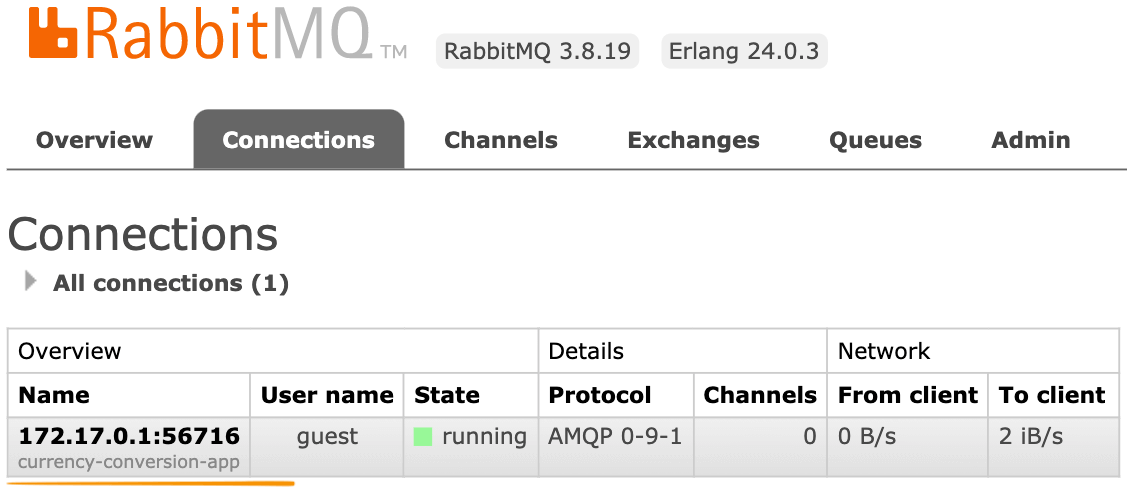 RabbitMQ TM RabbitMQ 3.8.19 Erlang 24.0.3
Overview Connections Channels Exchanges Queues Admin
Connections
All connections (1)
Overview Details Network
Name User name State Protocol Channels From client To client
172.17.0.1:56716 guest running AMQP 0-9-1 0 0 B/s 2 iB/s
currency-conversion-app